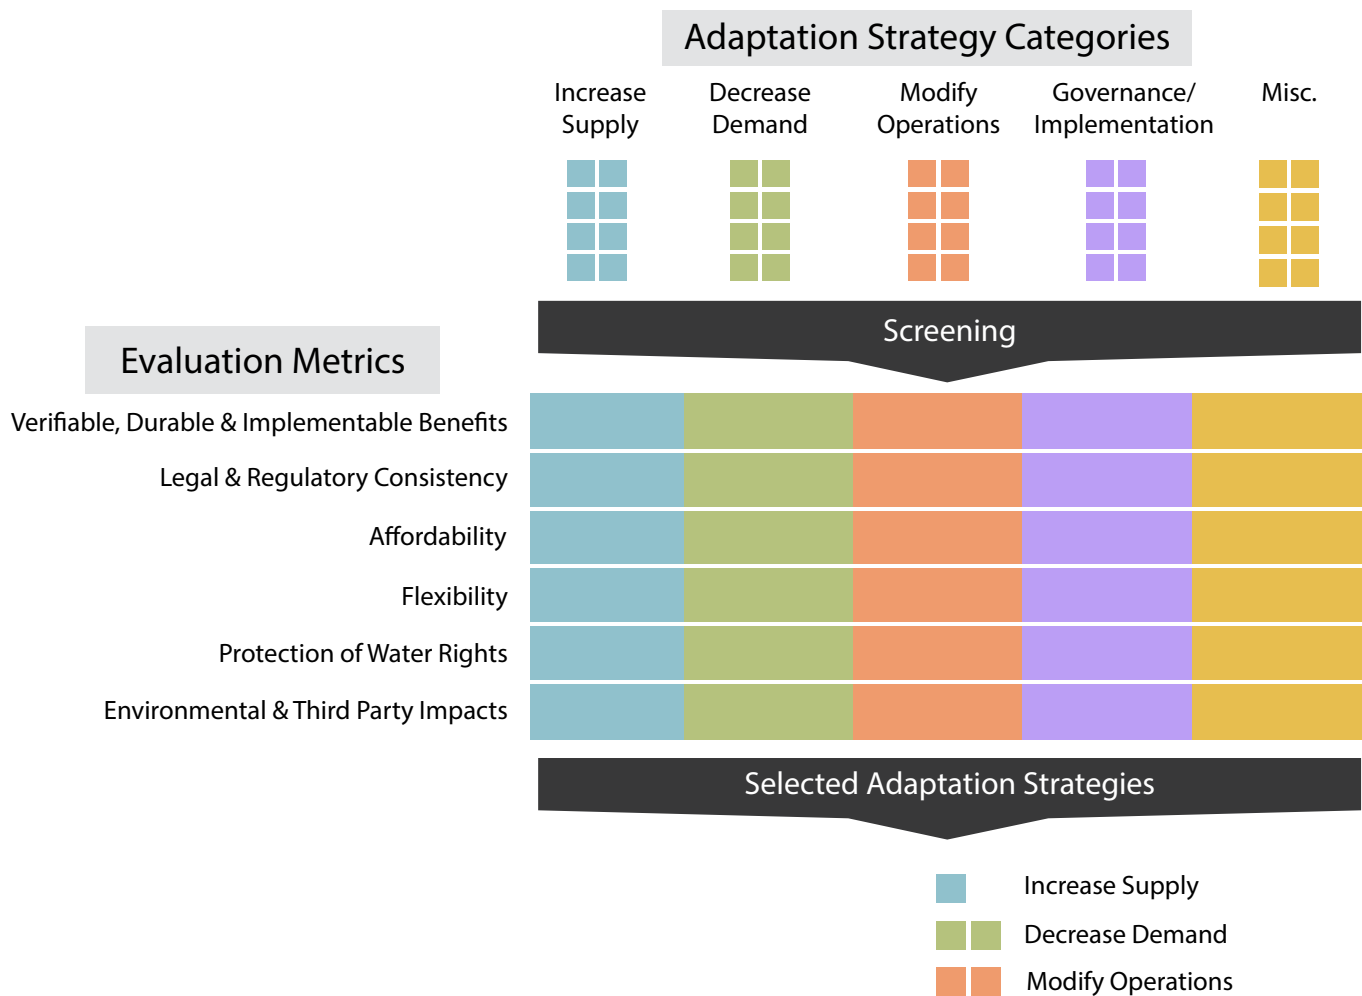 Adaptation Strategy Categories
Increase
Supply
Decrease
Demand
Modify
Operations
Governance/
Implementation
Misc.
Screening
Evaluation Metrics
Verifiable, Durable & Implementable Benefits
Legal & Regulatory Consistency
Affordability
Flexibility
Protection of Water Rights
Environmental & Third Party Impacts
Selected Adaptation Strategies
Increase Supply
Decrease Demand
Modify Operations